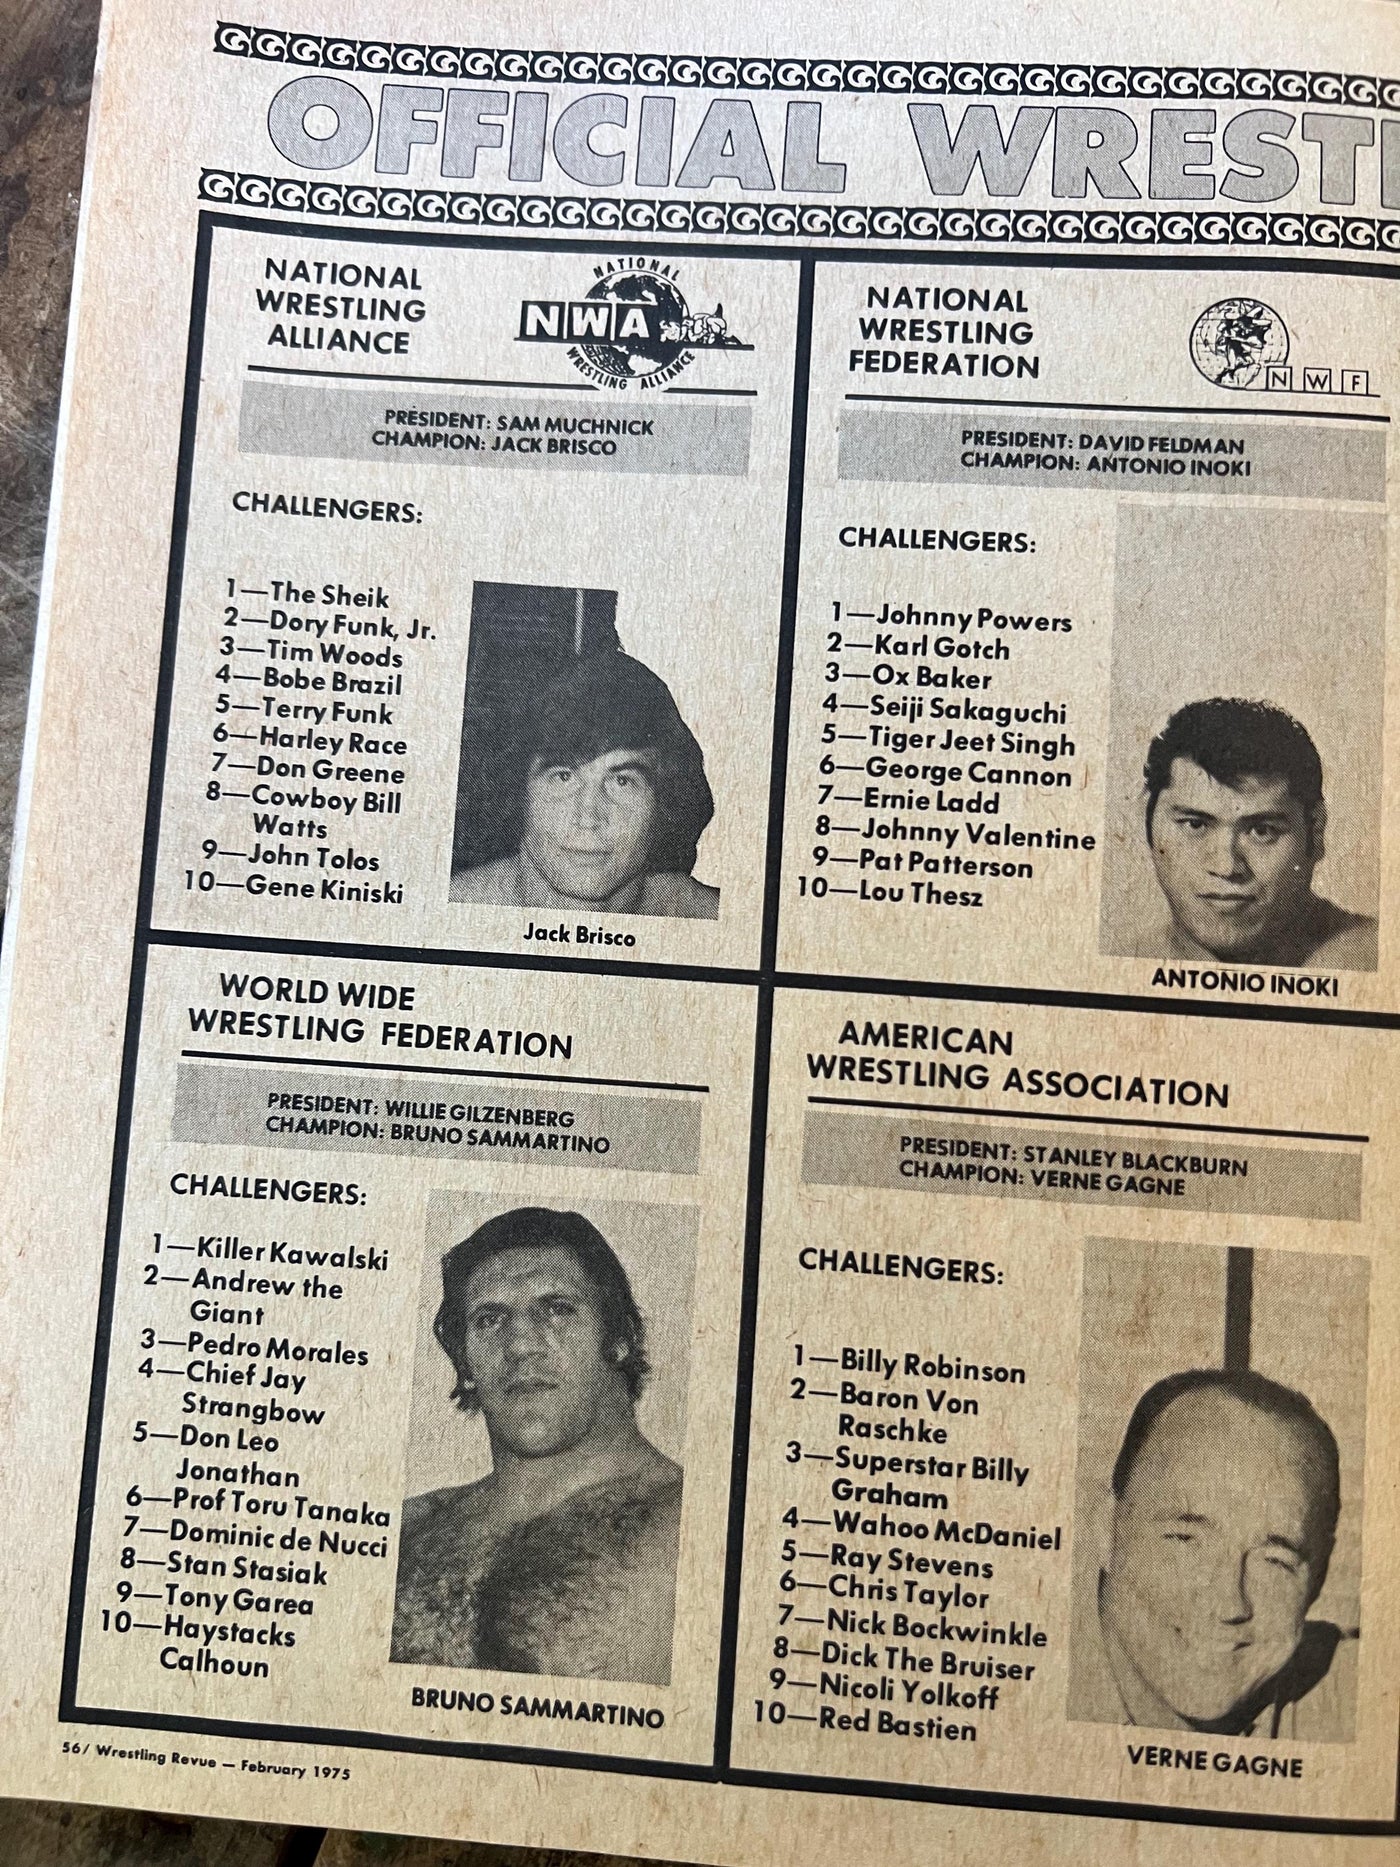 OFFICIAL WREST
NATIONAL
WRESTLING
ALLIANCE
NATIONAL
NWA
WRESTLING ALLIANCE
PRESIDENT: SAM MUCHNICK
CHAMPION: JACK BRISCO
CHALLENGERS:
1—The Sheik
2—Dory Funk, Jr.
3—Tim Woods
4—Bobe Brazil
5—Terry Funk
6—Harley Race
7—Don Greene
8—Cowboy Bill
Watts
9—John Tolos
10—Gene Kiniski
Jack Brisco
NATIONAL
WRESTLING
FEDERATION
NWF
PRESIDENT: DAVID FELDMAN
CHAMPION: ANTONIO INOKI
CHALLENGERS:
1—Johnny Powers
2—Karl Gotch
3—Ox Baker
4—Seiji Sakaguchi
5—Tiger Jeet Singh
6—George Cannon
7—Ernie Ladd
8—Johnny Valentine
9—Pat Patterson
10—Lou Thesz
ANTONIO INOKI
WORLD WIDE
WRESTLING FEDERATION
PRESIDENT: WILLIE GILZENBERG
CHAMPION: BRUNO SAMMARTINO
CHALLENGERS:
1—Killer Kawalski
2—Andrew the
Giant
3—Pedro Morales
4—Chief Jay
Strangbow
5—Don Leo
Jonathan
6—Prof Toru Tanaka
7—Dominic de Nucci
8—Stan Stasiak
9—Tony Garea
10—Haystacks
Calhoun
BRUNO SAMMARTINO
AMERICAN
WRESTLING ASSOCIATION
PRESIDENT: STANLEY BLACKBURN
CHAMPION: VERNE GAGNE
CHALLENGERS:
1—Billy Robinson
2—Baron Von
Raschke
3—Superstar Billy
Graham
4—Wahoo McDaniel
5—Ray Stevens
6—Chris Taylor
7—Nick Bockwinkle
8—Dick The Bruiser
9—Nicoli Yolkoff
10—Red Bastien
VERNE GAGNE
56/ Wrestling Revue — February 1975